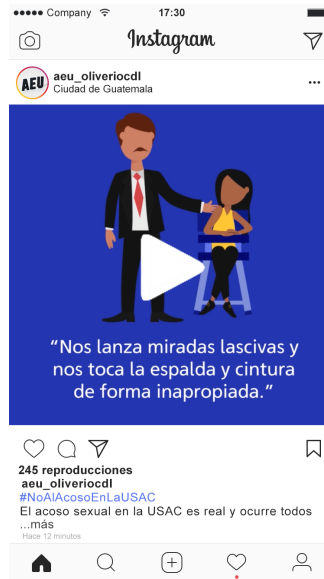 Company 17:30
Instagram
AEU aeu_oliveriocdl
Ciudad de Guatemala
“Nos lanza miradas lascivas y
nos toca la espalda y cintura
de forma inapropiada.”
245 reproducciones
aeu_oliveriocdl
#NoAlAcosoEnLaUSAC
El acoso sexual en la USAC es real y ocurre todos
...más
Hace 12 minutos